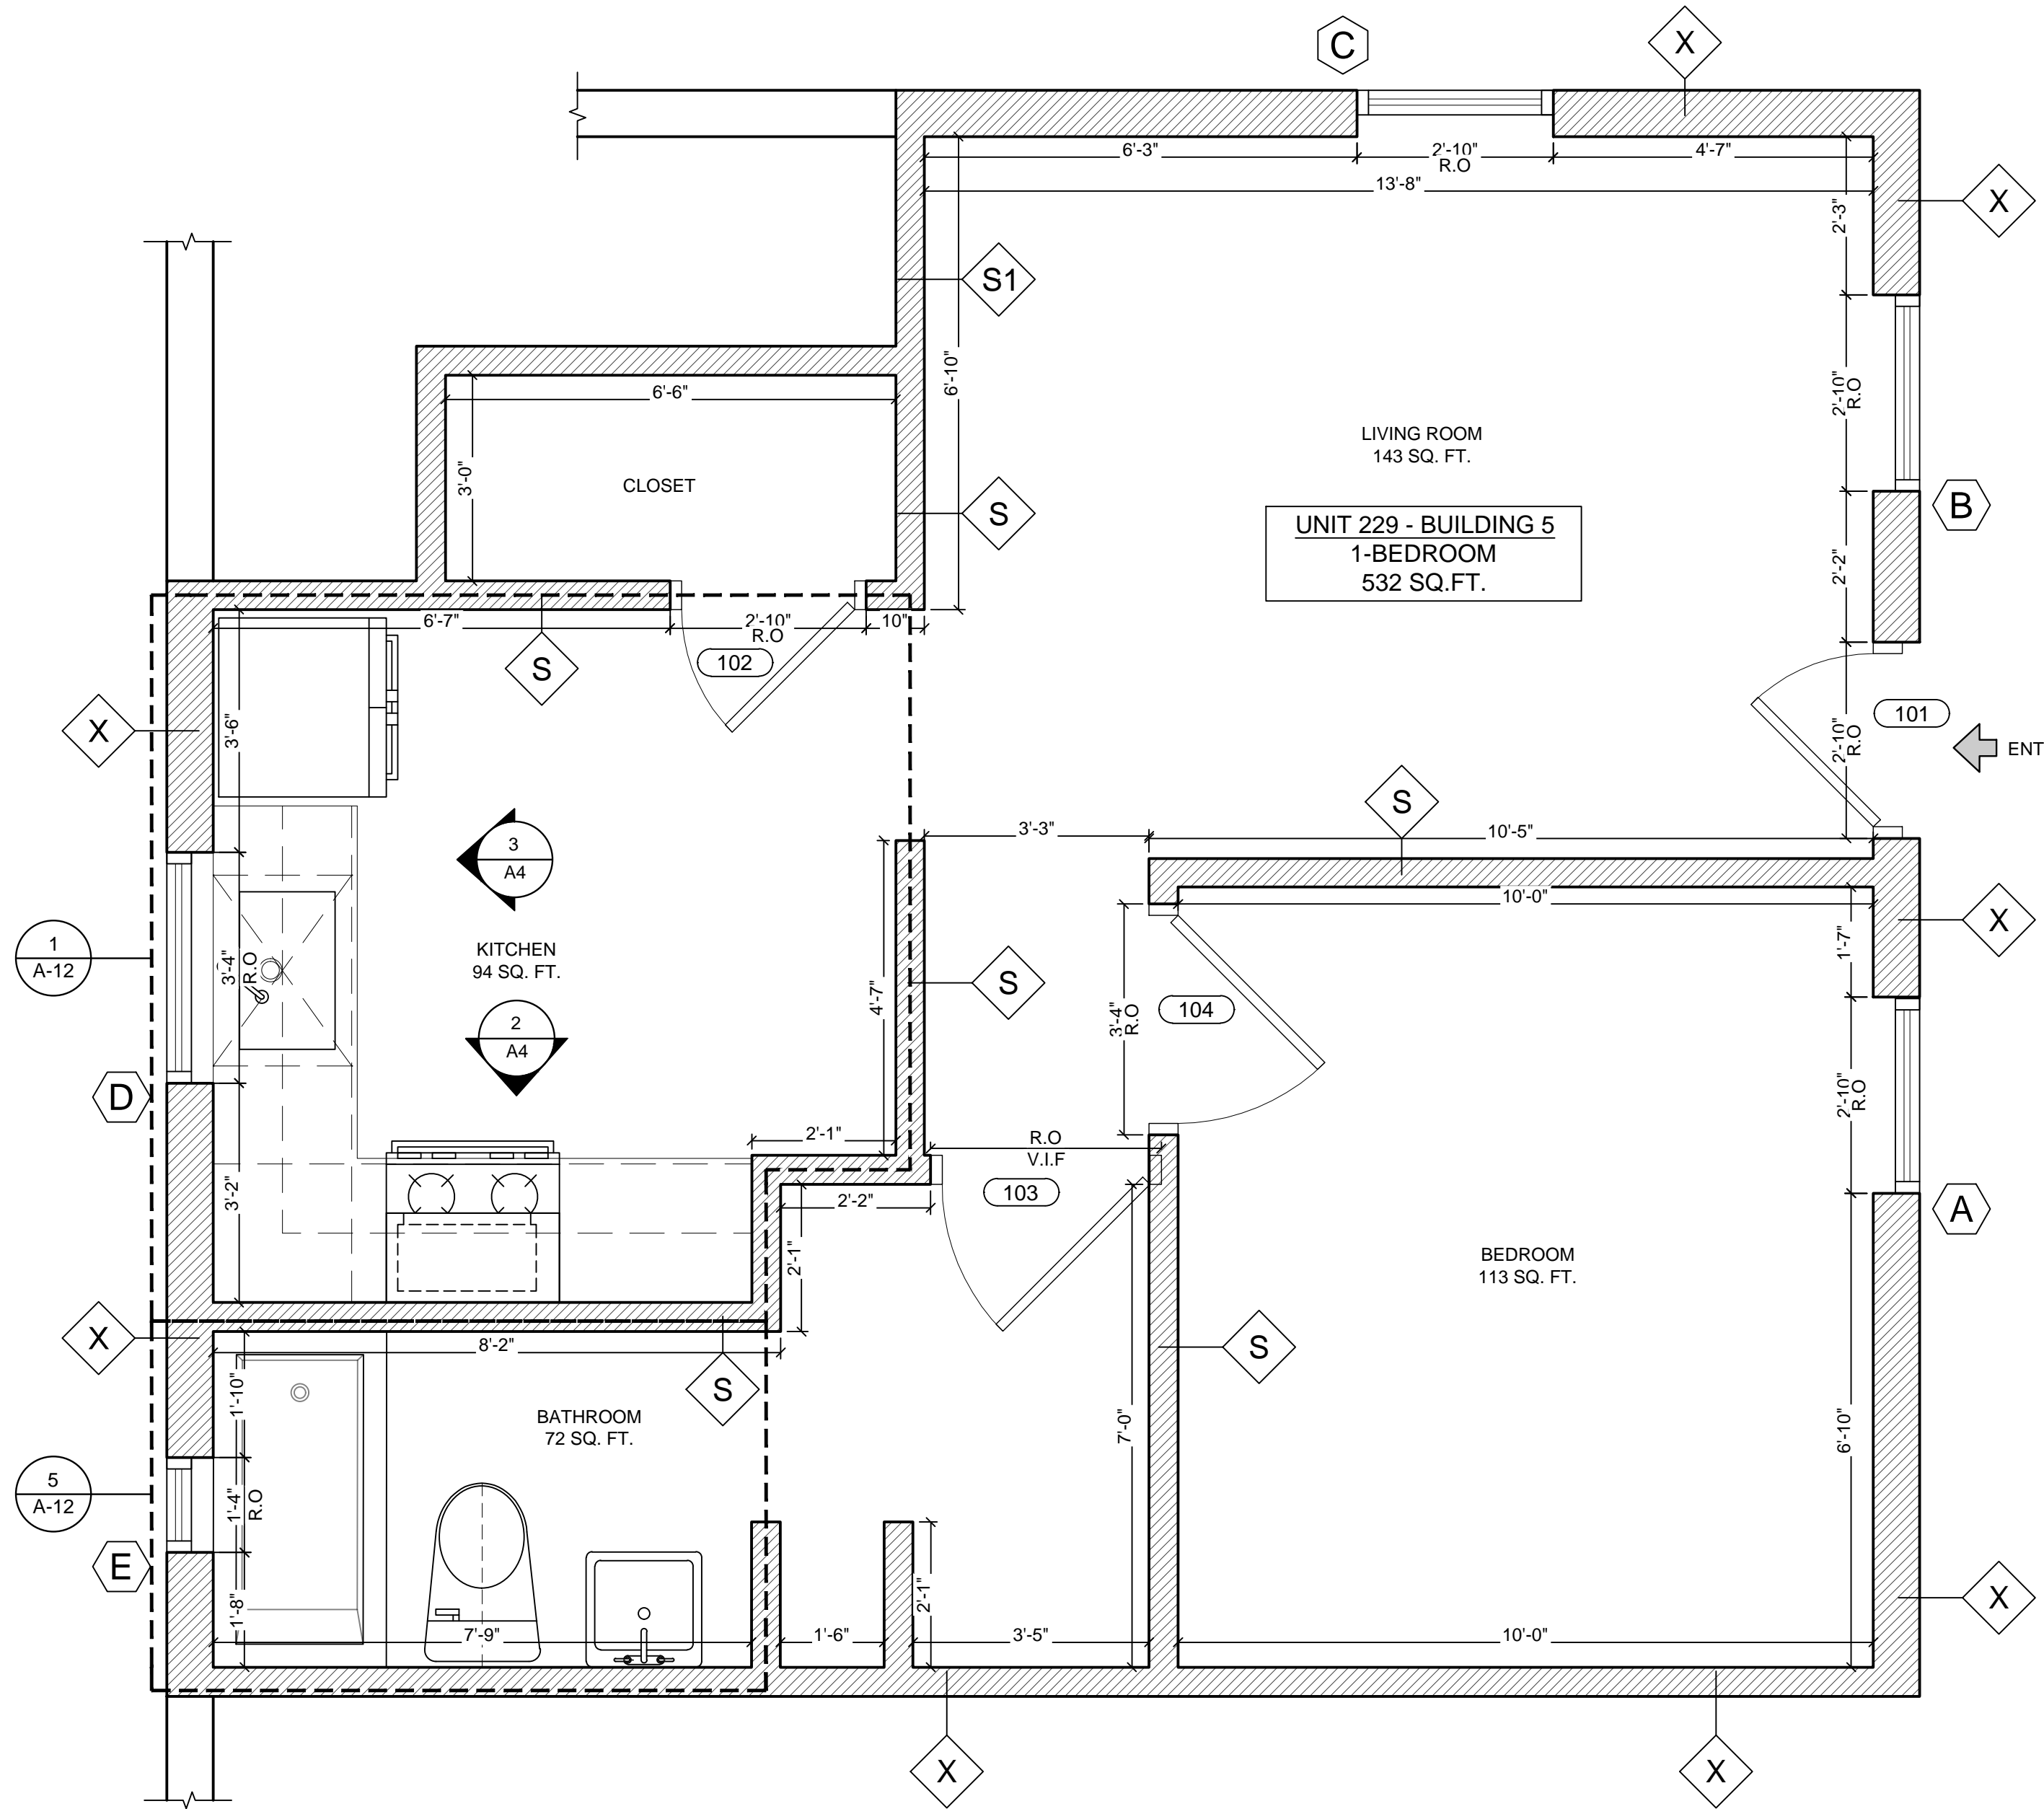 C
X
6'-3"
2'-10"
R.O
4'-7"
13'-8"
X
2'-3"
S1
6'-10"
6'-6"
2'-10"
R.O
LIVING ROOM
143 SQ. FT.
3'-0"
CLOSET
S
B
UNIT 229 - BUILDING 5
1-BEDROOM
532 SQ.FT.
2'-2"
6'-7"
2'-10"
R.O
10"
102
S
X
3'-6"
101
2'-10"
R.O
ENT
S
3'-3"
10'-5"
3
A4
10'-0"
X
1'-7"
1
A-12
KITCHEN
94 SQ. FT.
3'-4"
R.O
4'-7"
S
104
3'-4"
R.O
2
A4
D
2'-10"
R.O
2'-1"
R.O
V.I.F
3'-2"
103
2'-2"
A
2'-1"
BEDROOM
113 SQ. FT.
X
8'-2"
S
S
1'-10"
BATHROOM
72 SQ. FT.
7'-0"
6'-10"
5
A-12
1'-4"
R.O
E
1'-8"
2'-1"
X
7'-9"
1'-6"
3'-5"
10'-0"
X
X